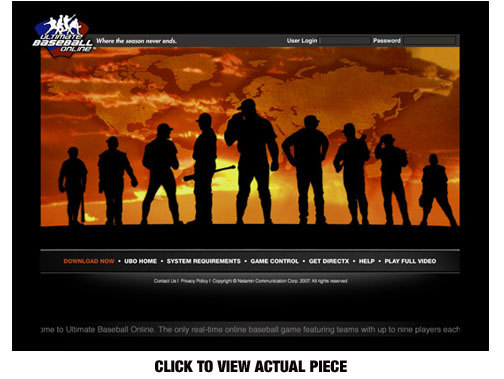 ULTIMATE
BASEBALL
ONLINE
Where the season never ends.
User Login
Password
DOWNLOAD NOW • UBO HOME • SYSTEM REQUIREMENTS • GAME CONTROL • GET DIRECTX • HELP • PLAY FULL VIDEO
Contact Us | Privacy Policy | Copyright © Netamin Communication Corp. 2007. All rights reserved
ome to Ultimate Baseball Online. The only real-time online baseball game featuring teams with up to nine players each
CLICK TO VIEW ACTUAL PIECE